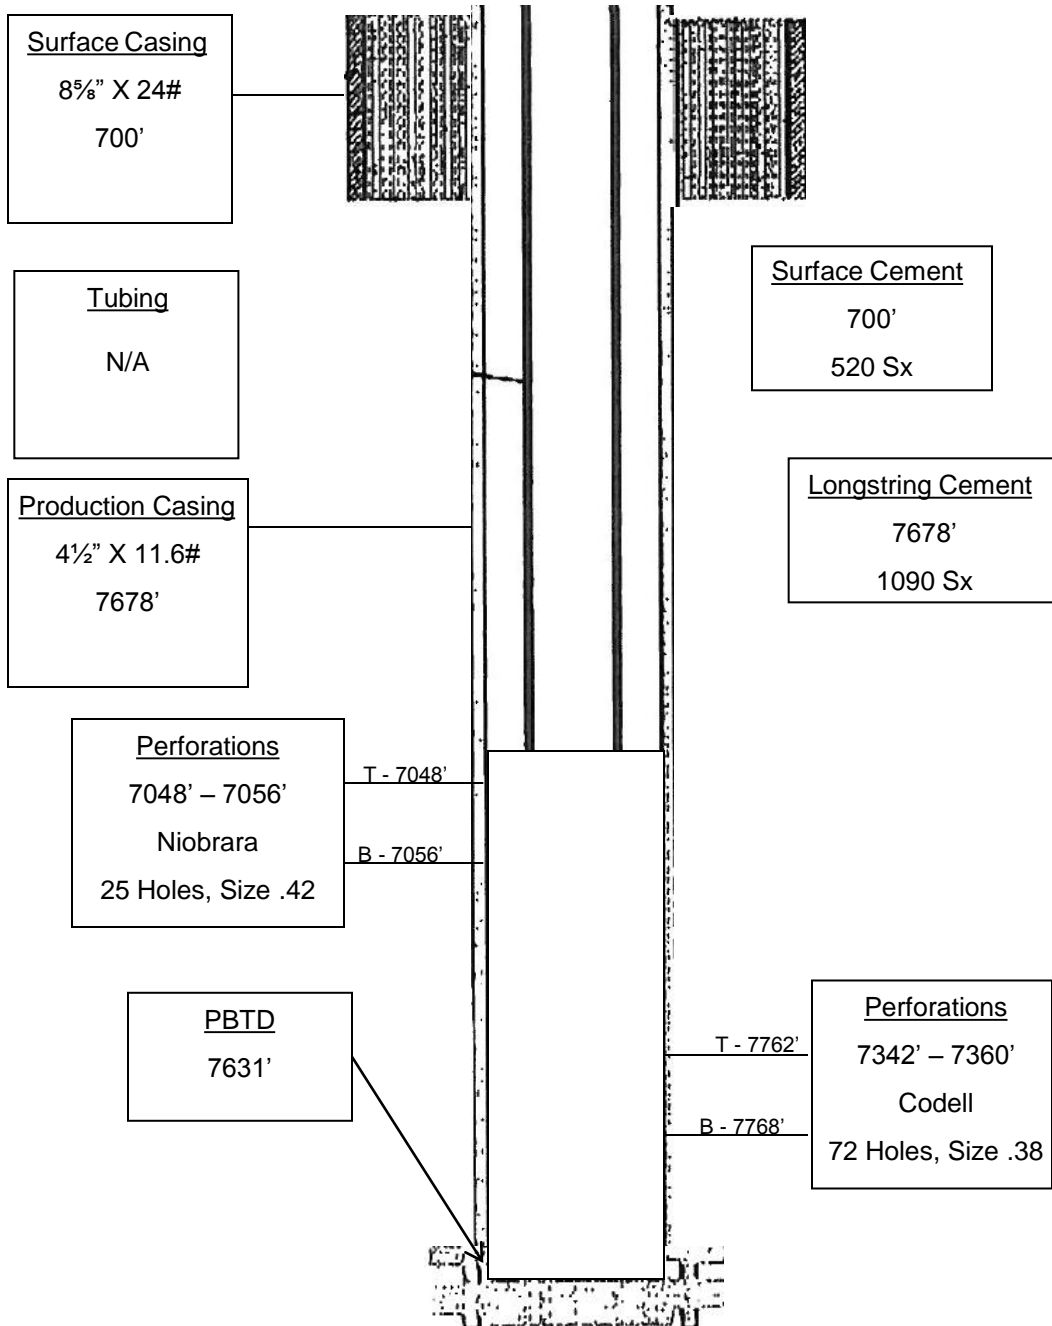 Surface Casing
8⅝” X 24#
700’
Tubing
N/A
Production Casing
4½” X 11.6#
7678’
Surface Cement
700’
520 Sx
Longstring Cement
7678’
1090 Sx
Perforations
7048’ – 7056’
Niobrara
25 Holes, Size .42
T - 7048’
B - 7056’
PBTD
7631’
T - 7762’
B - 7768’
Perforations
7342’ – 7360’
Codell
72 Holes, Size .38